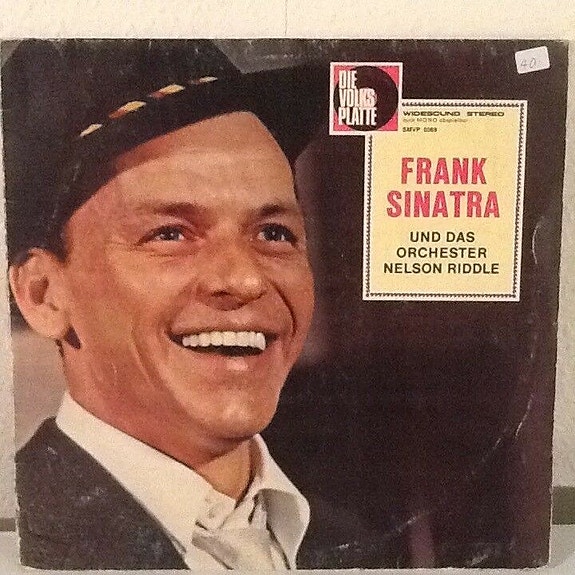 40
DIE
VOLKS
PLATTE
WIDESOUND STEREO
auch MONO abspielbar
SMVP 6069
FRANK
SINATRA
UND DAS
ORCHESTER
NELSON RIDDLE